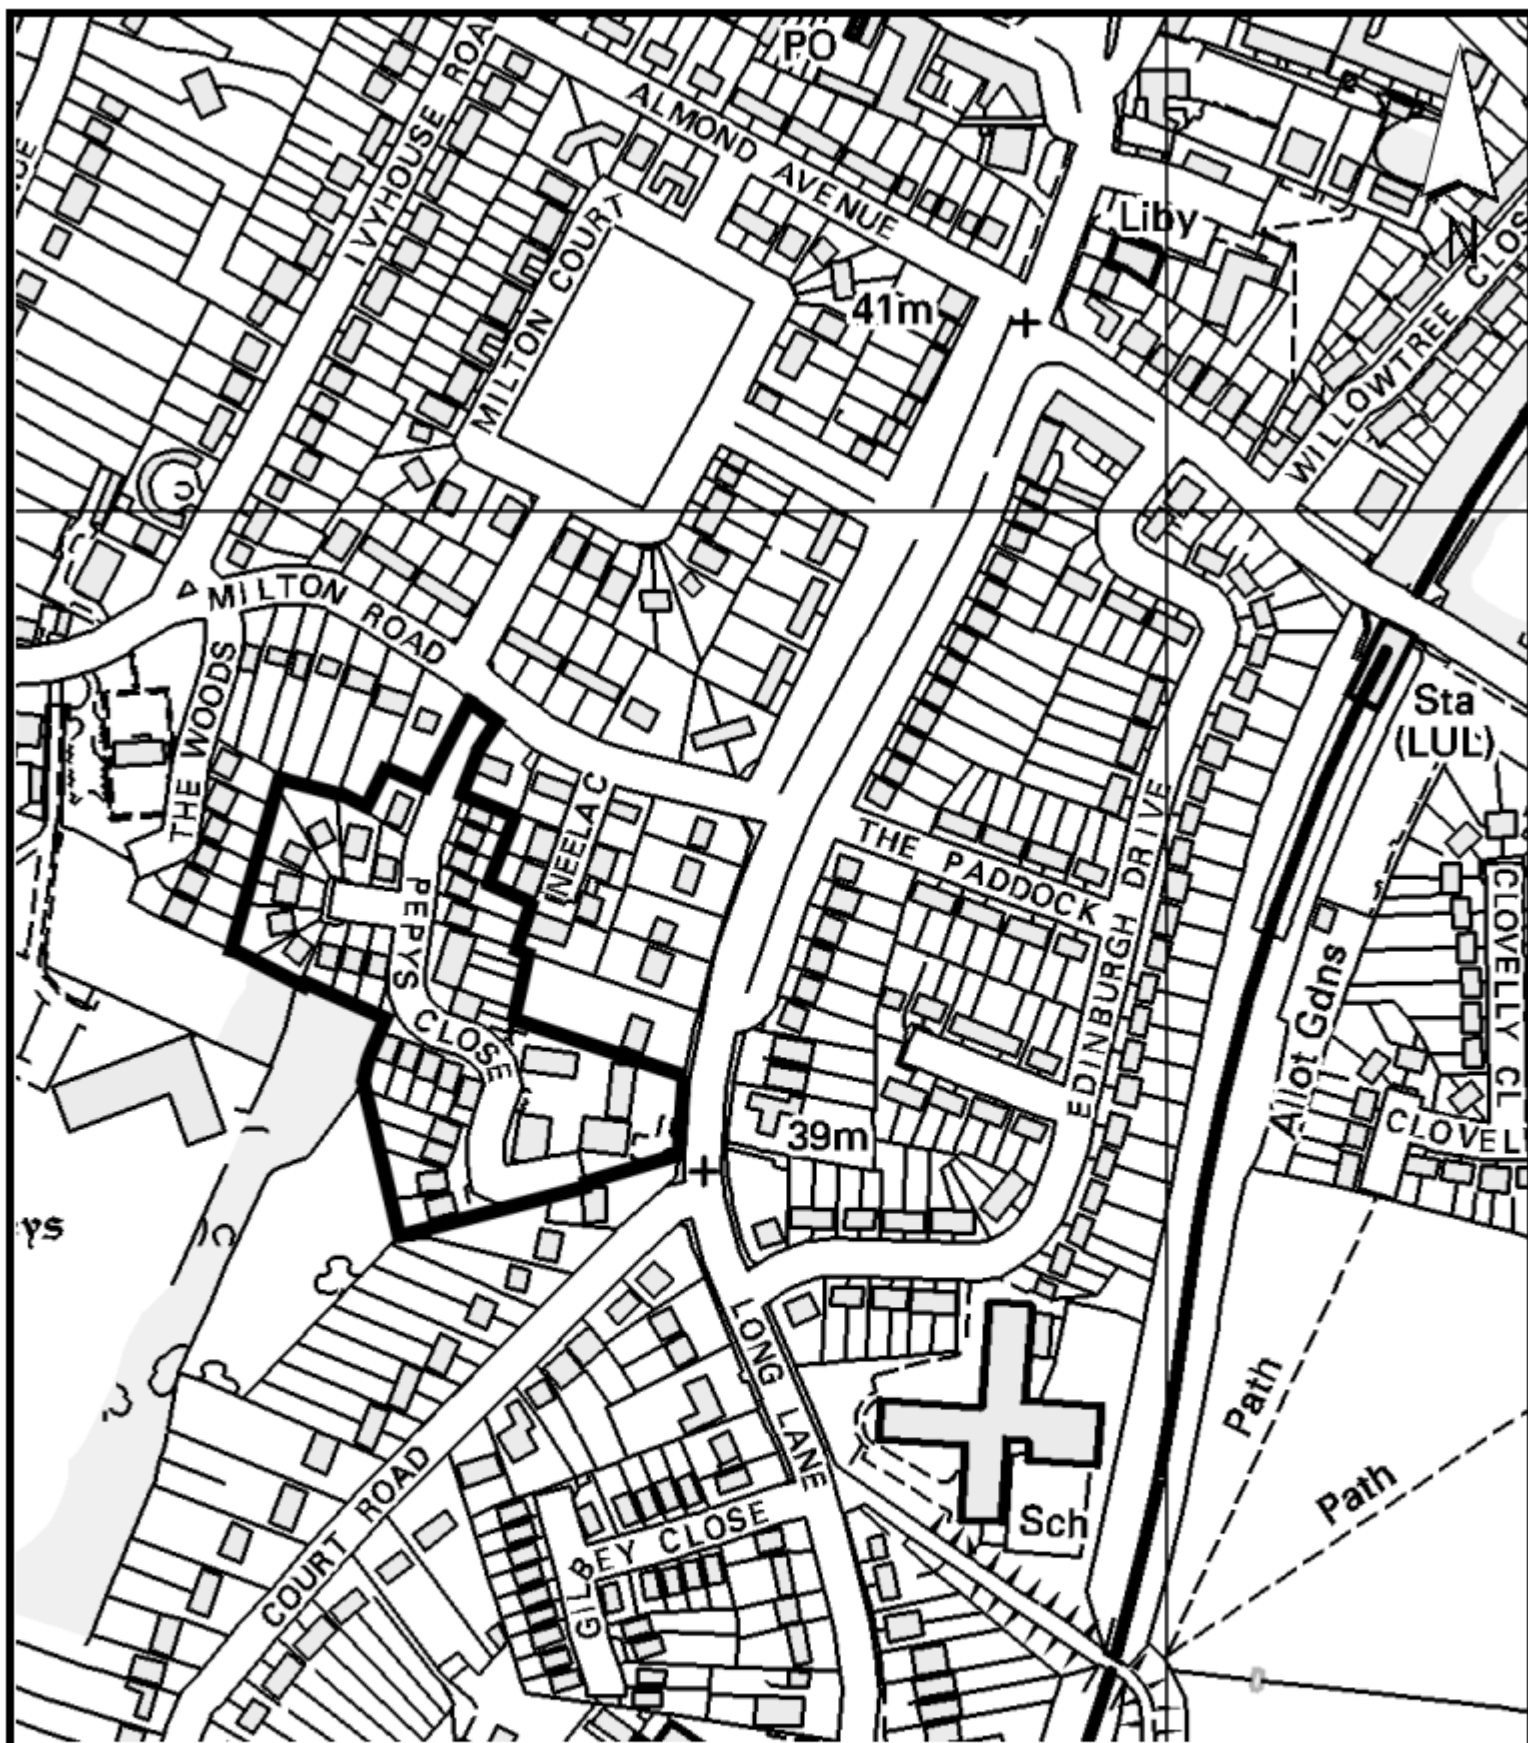 PO
ALMOND AVENUE
IVYHOUSE ROA
Liby
N
MILTON COURT
41m
WILLOWTREE CLOS
MILTON ROAD
THE WOODS
Sta
(LUL)
NEELAC
THE PADDOCK
EDINBURGH DRIVE
PEPYS CLOSE
CLOVELLY CL
CLOVEL
Allot Gdns
39m
ys
LONG LANE
Path
Path
COURT ROAD
GILBEY CLOSE
Sch